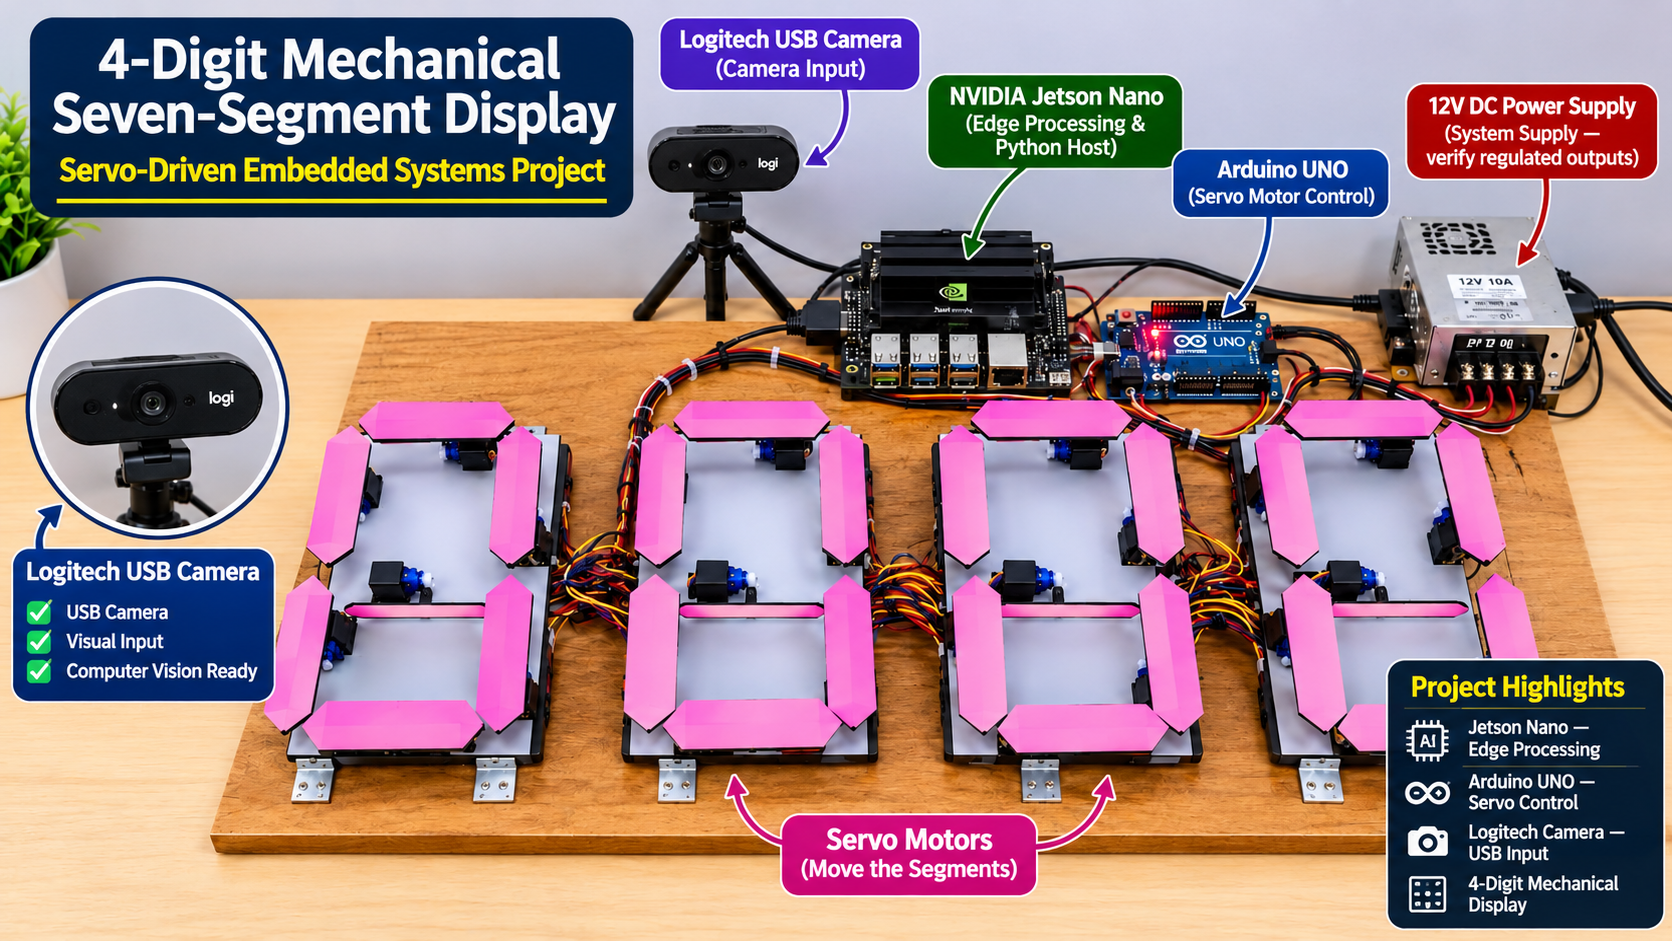 4-Digit Mechanical
Seven-Segment Display
Servo-Driven Embedded Systems Project
Logitech USB Camera
(Camera Input)
NVIDIA Jetson Nano
(Edge Processing &
Python Host)
Arduino UNO
(Servo Motor Control)
12V DC Power Supply
(System Supply —
verify regulated outputs)
logi
UNO
12V 10A
logi
Logitech USB Camera
USB Camera
Visual Input
Computer Vision Ready
Servo Motors
(Move the Segments)
Project Highlights
AI
Jetson Nano —
Edge Processing
Arduino UNO —
Servo Control
Logitech Camera —
USB Input
4-Digit Mechanical
Display